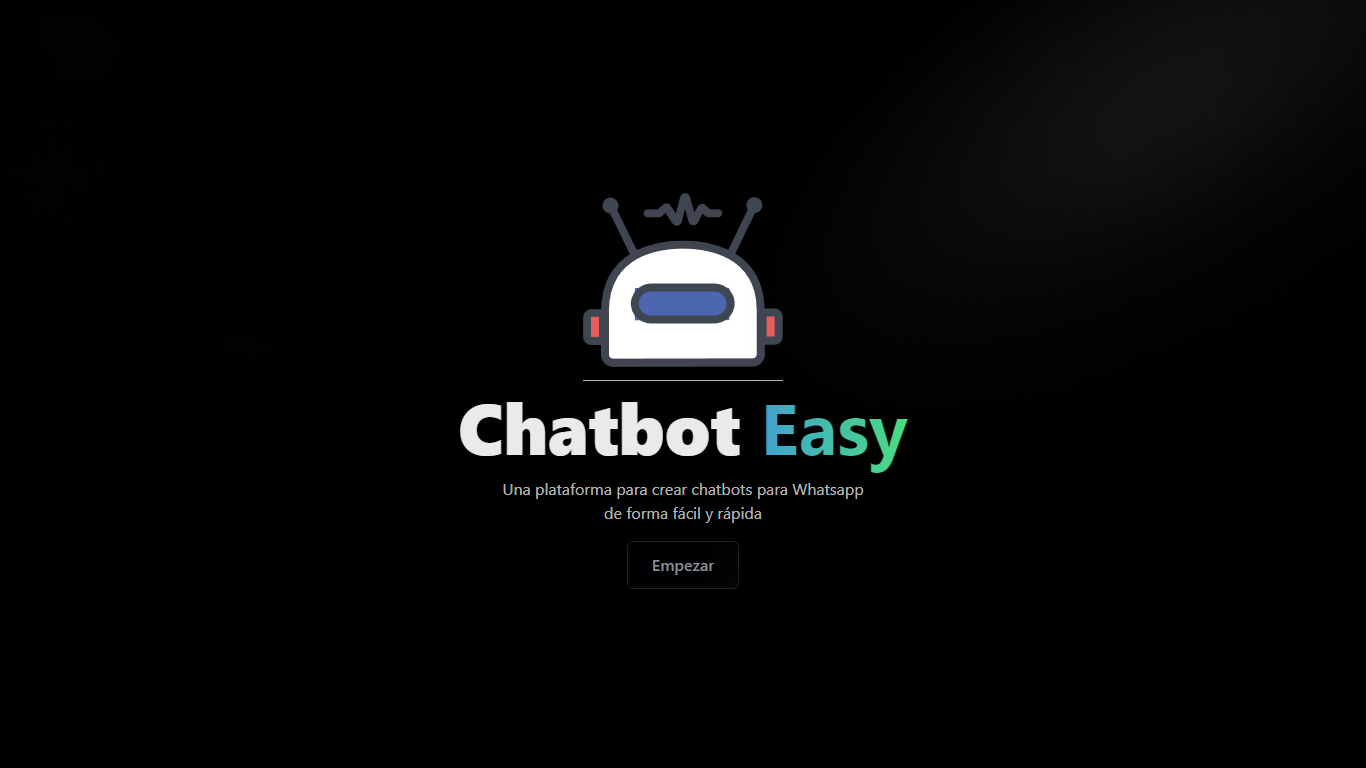 Chatbot Easy
Una plataforma para crear chatbots para Whatsapp
de forma fácil y rápida
Empezar